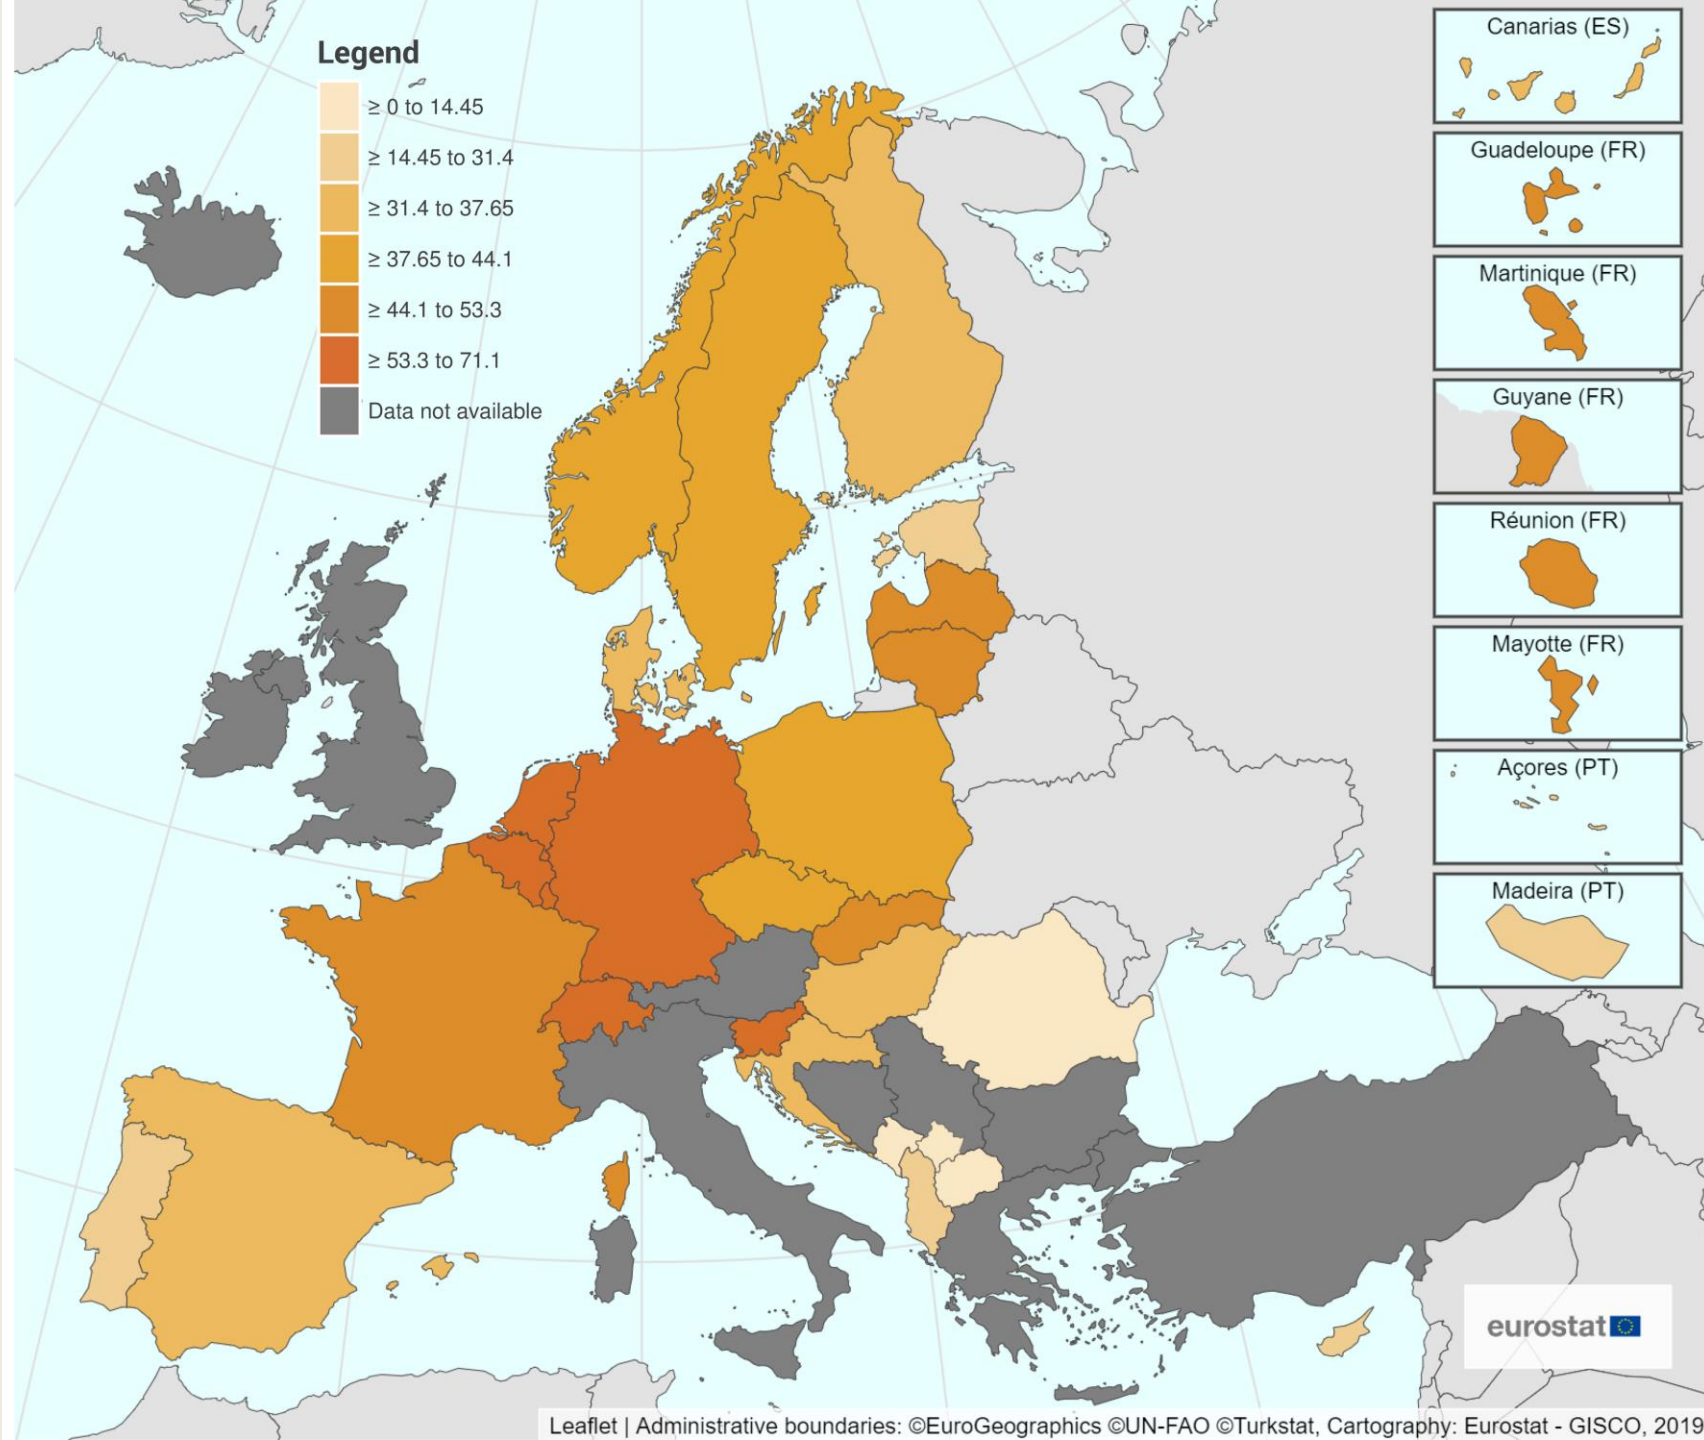 Legend
≥ 0 to 14.45
≥ 14.45 to 31.4
≥ 31.4 to 37.65
≥ 37.65 to 44.1
≥ 44.1 to 53.3
≥ 53.3 to 71.1
Data not available
Canarias (ES)
Guadeloupe (FR)
Martinique (FR)
Guyane (FR)
Réunion (FR)
Mayotte (FR)
Açores (PT)
Madeira (PT)
eurostat
Leaflet | Administrative boundaries: ©EuroGeographics ©UN-FAO ©Turkstat, Cartography: Eurostat - GISCO, 2019